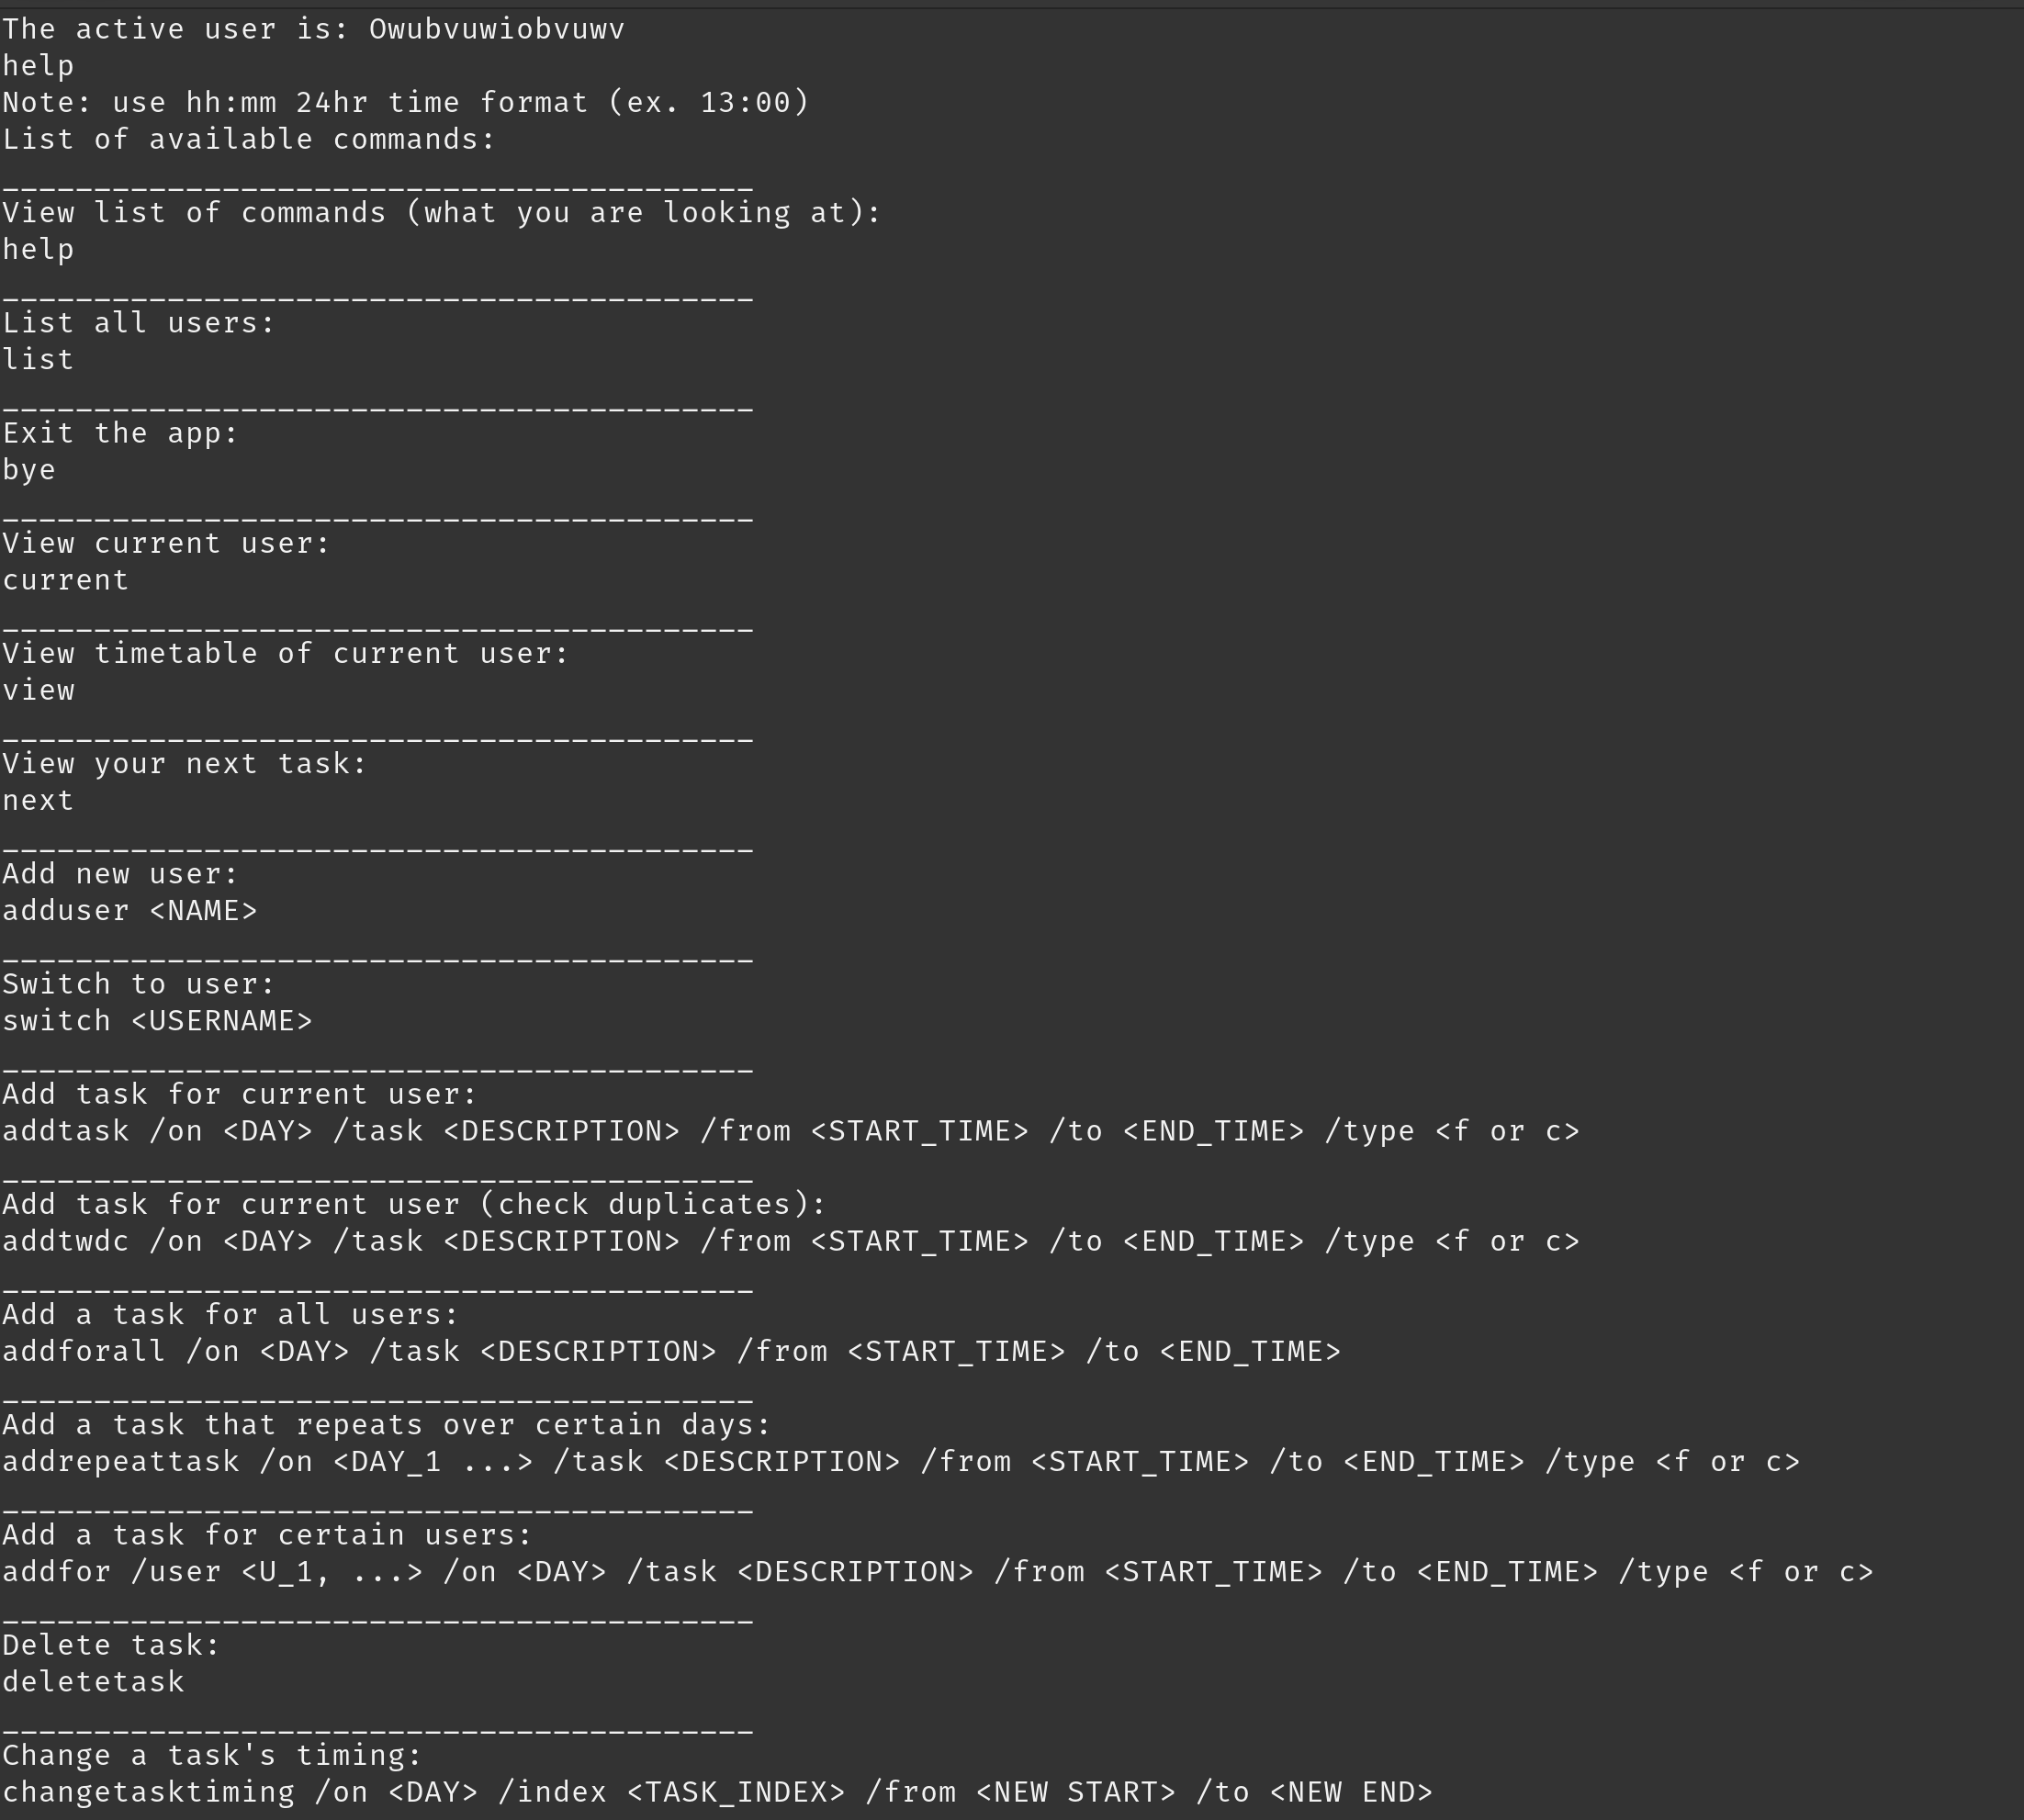 The active user is: Owubvuwiobvuwv
help
Note: use hh:mm 24hr time format (ex. 13:00)
List of available commands:
_________________________________________
View list of commands (what you are looking at):
help
_________________________________________
List all users:
list
_________________________________________
Exit the app:
bye
_________________________________________
View current user:
current
_________________________________________
View timetable of current user:
view
_________________________________________
View your next task:
next
_________________________________________
Add new user:
adduser <NAME>
_________________________________________
Switch to user:
switch <USERNAME>
_________________________________________
Add task for current user:
addtask /on <DAY> /task <DESCRIPTION> /from <START_TIME> /to <END_TIME> /type <f or c>
_________________________________________
Add task for current user (check duplicates):
addtwdc /on <DAY> /task <DESCRIPTION> /from <START_TIME> /to <END_TIME> /type <f or c>
_________________________________________
Add a task for all users:
addforall /on <DAY> /task <DESCRIPTION> /from <START_TIME> /to <END_TIME>
_________________________________________
Add a task that repeats over certain days:
addrepeattask /on <DAY_1 ...> /task <DESCRIPTION> /from <START_TIME> /to <END_TIME> /type <f or c>
_________________________________________
Add a task for certain users:
addfor /user <U_1, ...> /on <DAY> /task <DESCRIPTION> /from <START_TIME> /to <END_TIME> /type <f or c>
_________________________________________
Delete task:
deletetask
_________________________________________
Change a task's timing:
changetasktiming /on <DAY> /index <TASK_INDEX> /from <NEW START> /to <NEW END>